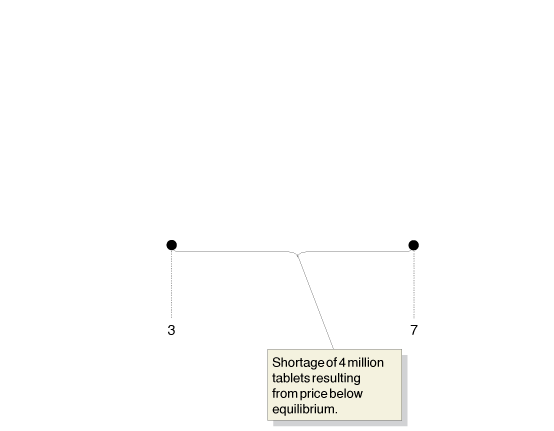 3
7
Shortage of 4 million
tablets resulting
from price below
equilibrium.